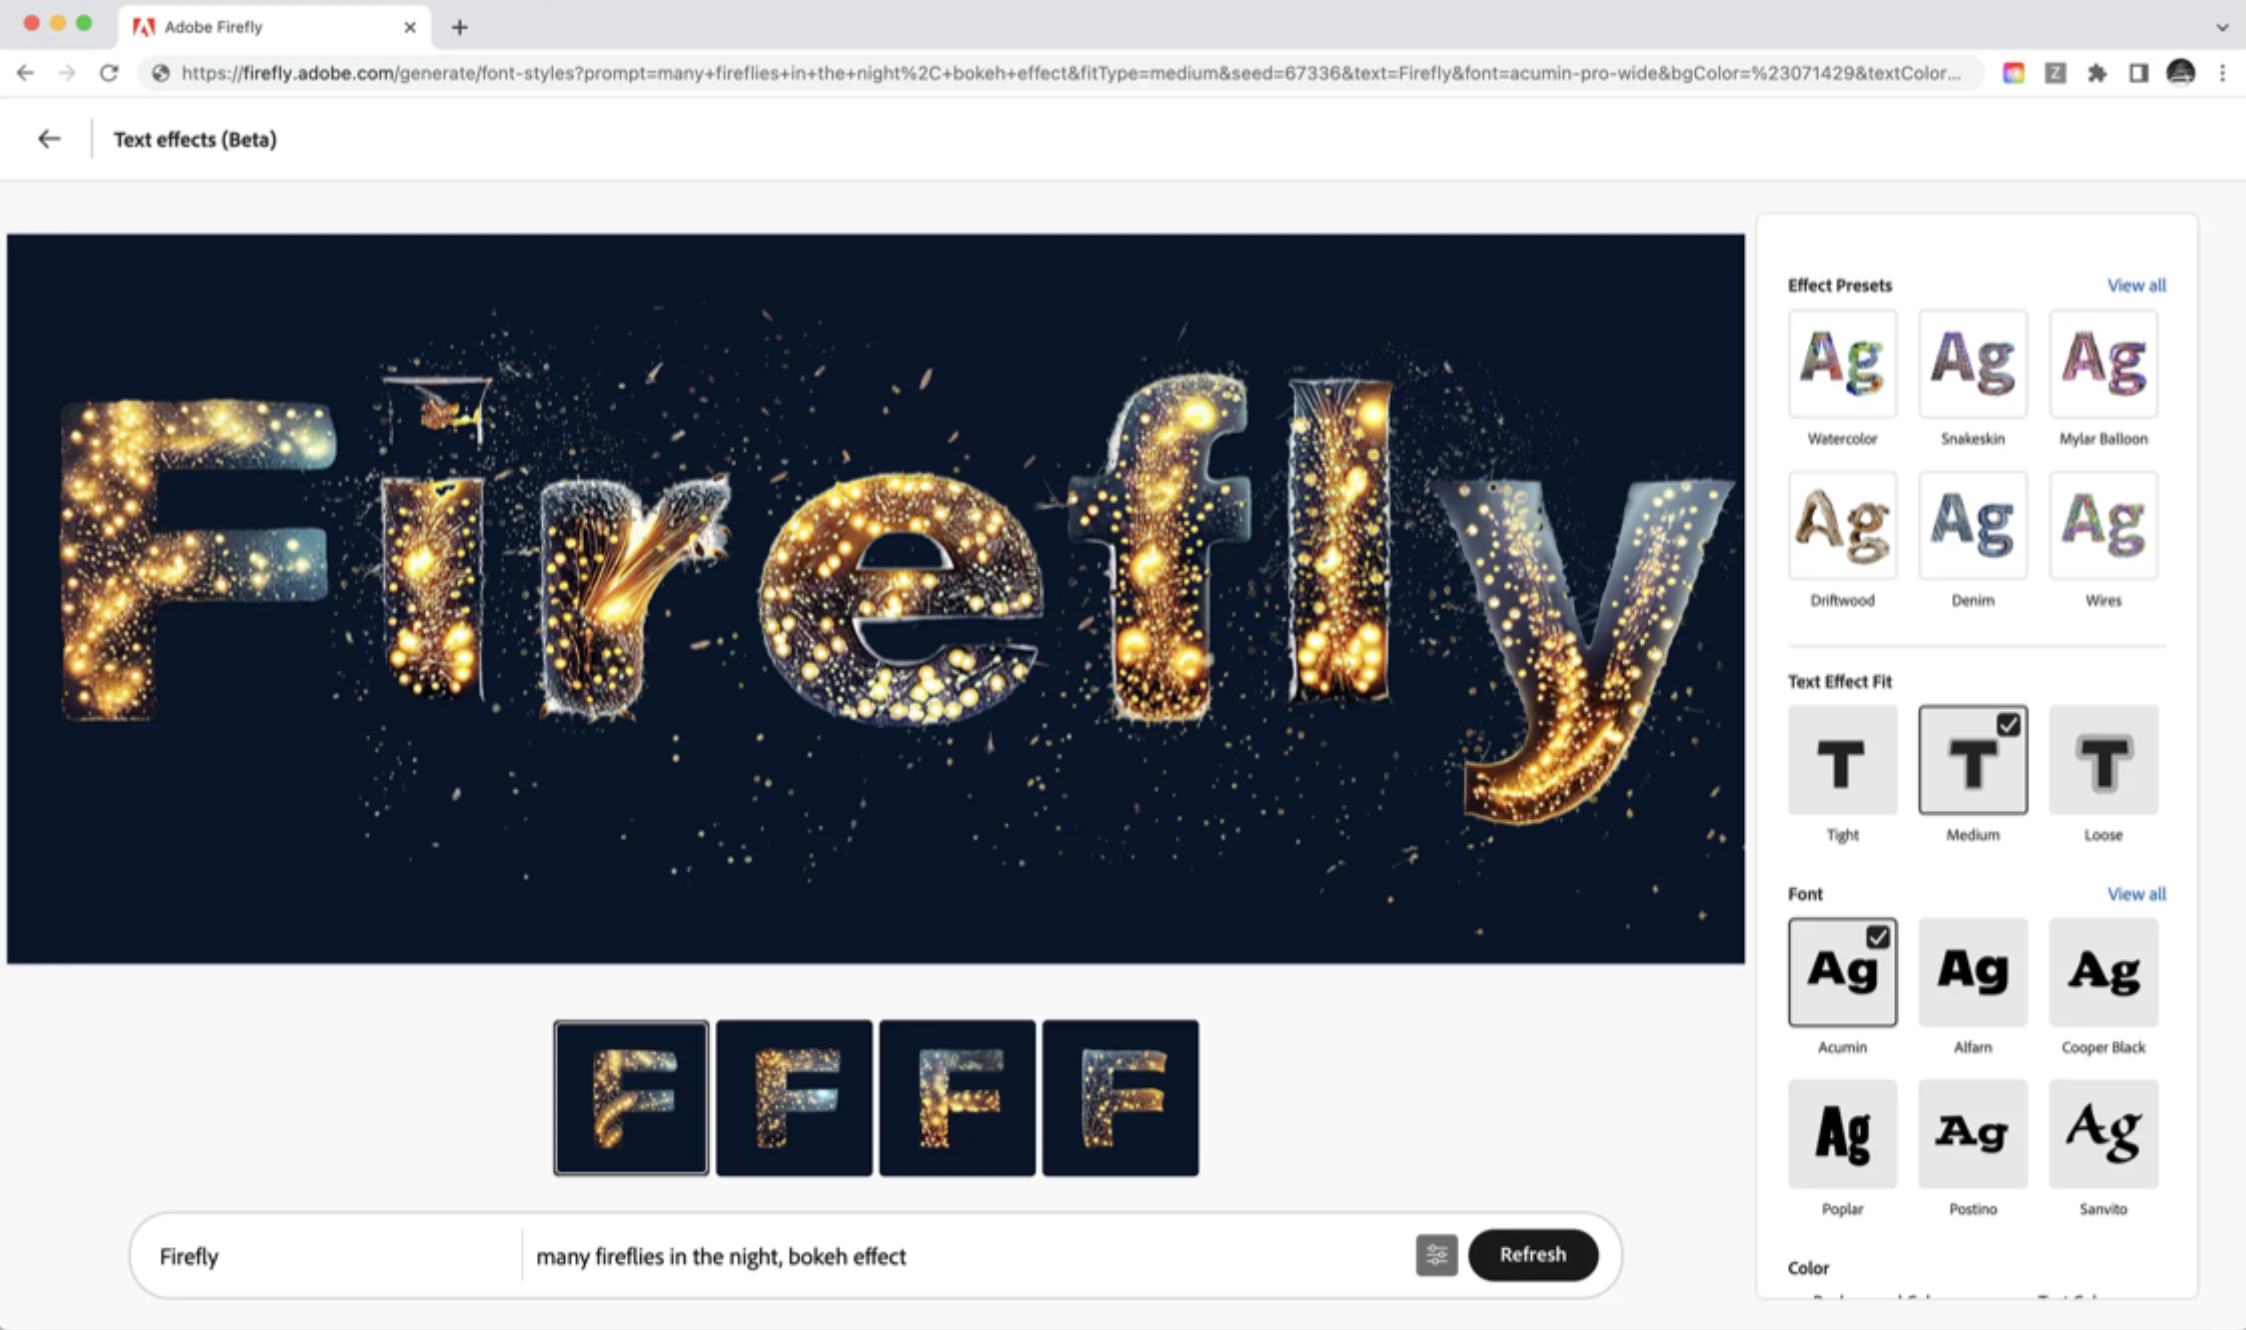 Adobe Firefly
https://firefly.adobe.com/generate/font-styles?prompt=many+fireflies+in+the+night%2C+bokeh+effect&fitType=medium&seed=67336&text=Firefly&font=acumin-pro-wide&bgColor=%23071429&textColor...
Z
Text effects (Beta)
Firefly
F F F F
Firefly
many fireflies in the night, bokeh effect
Refresh
Effect Presets
View all
Ag Ag Ag
Watercolor Snakeskin Mylar Balloon
Ag Ag Ag
Driftwood Denim Wires
Text Effect Fit
T T T
Tight Medium Loose
Font
View all
Ag Ag Ag
Acumin Alfarn Cooper Black
Ag Ag Ag
Poplar Postino Sanvito
Color